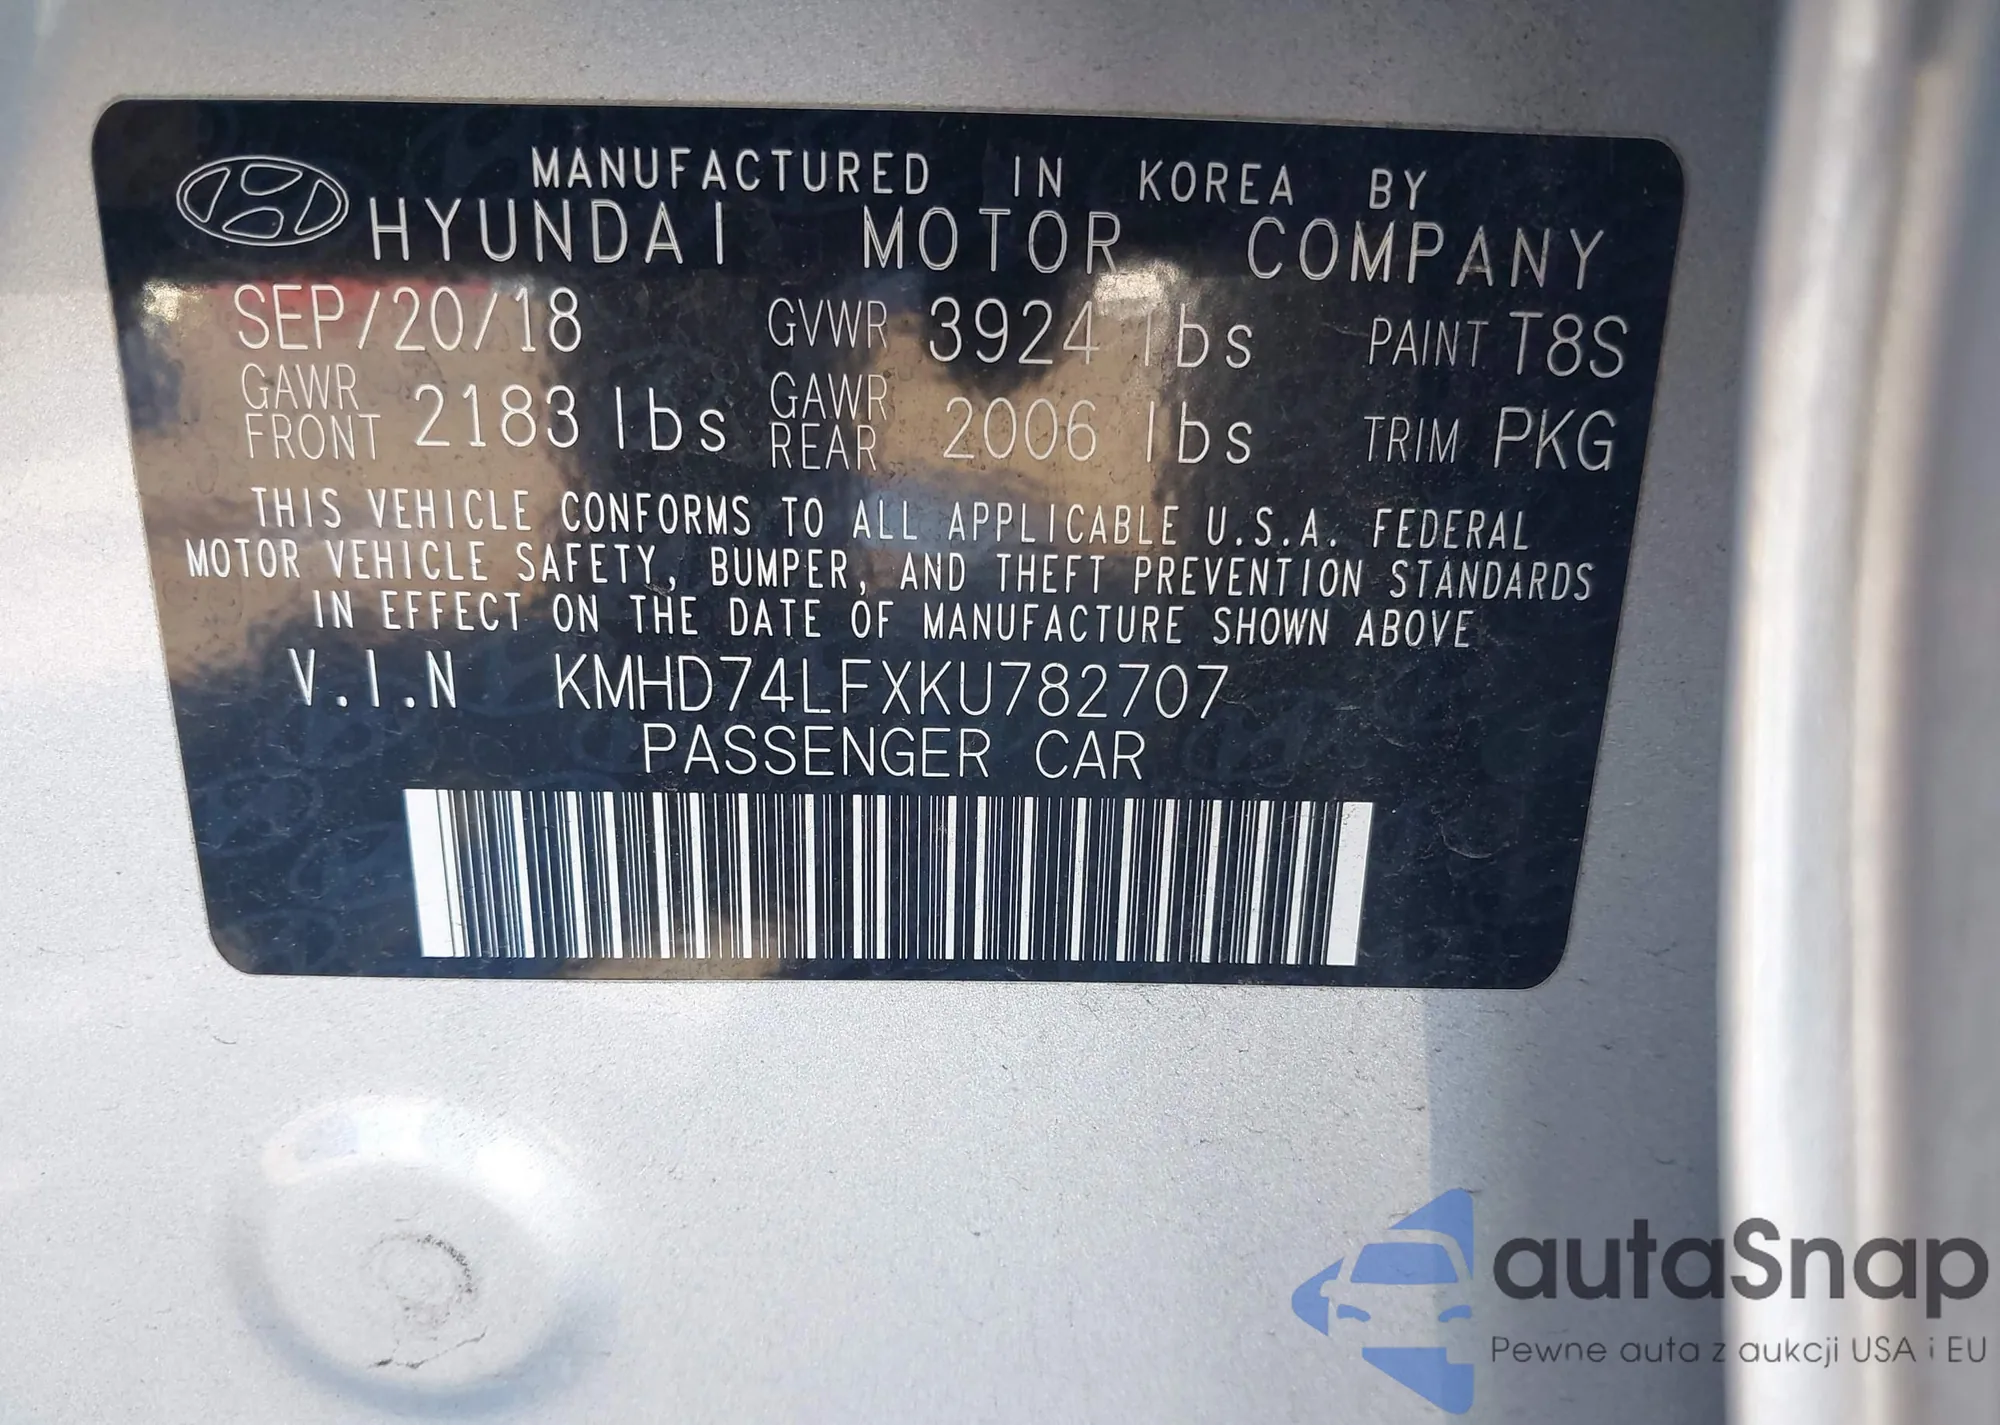 MANUFACTURED IN KOREA BY
HYUNDAI MOTOR COMPANY
SEP/20/18 GVWR 3924 lbs PAINT T8S
GAWR FRONT 2183 lbs GAWR REAR 2006 lbs TRIM PKG
THIS VEHICLE CONFORMS TO ALL APPLICABLE U.S.A. FEDERAL
MOTOR VEHICLE SAFETY, BUMPER, AND THEFT PREVENTION STANDARDS
IN EFFECT ON THE DATE OF MANUFACTURE SHOWN ABOVE
V.I.N KMHD74LFXKU782707
PASSENGER CAR
autaSnap
Pewne auta z aukcji USA i EU